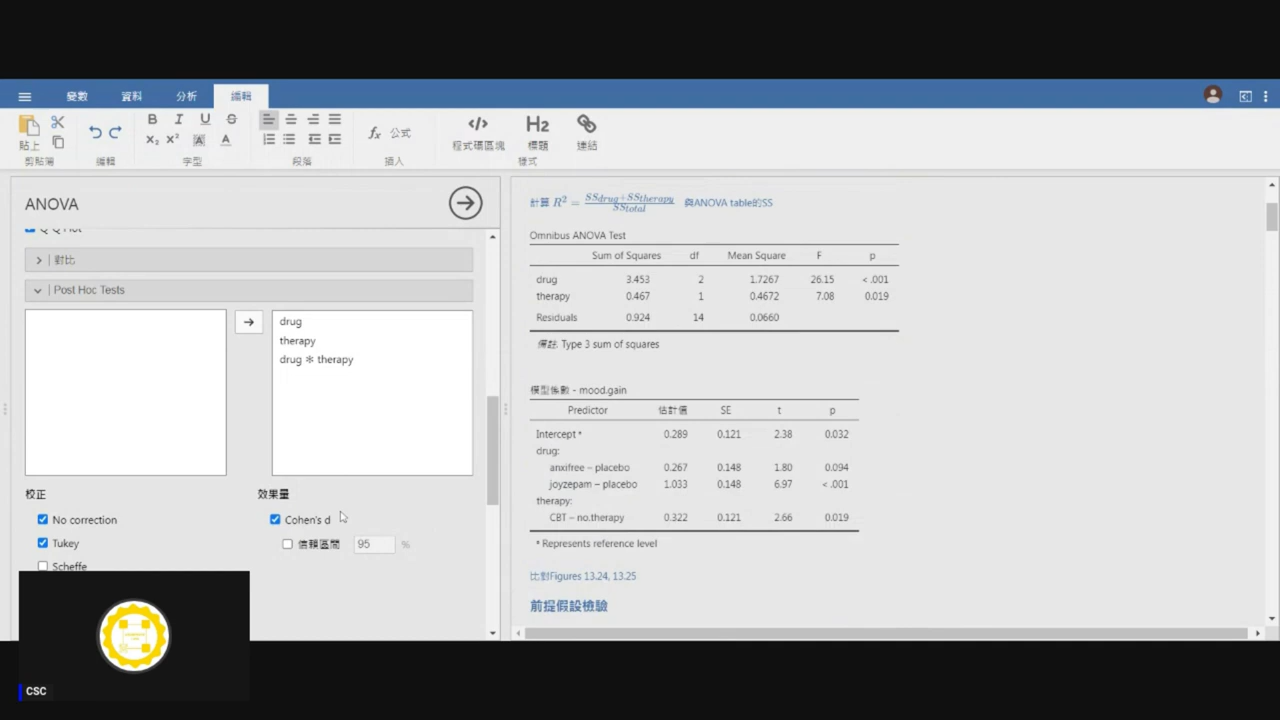 變數 資料 分析 編輯
貼上
剪貼簿 編輯 字型 段落 插入 樣式
B I U S
X₂ X² A A
fx 公式
程式碼區塊 H2 標題 連結
ANOVA
Q-Q Plot
對比
Post Hoc Tests
drug
therapy
drug ✻ therapy
校正
No correction
Tukey
Scheffe
效果量
Cohen's d
信賴區間 95 %
計算 R² = (SSdrug+SStherapy)/SStotal 與ANOVA table的SS
Omnibus ANOVA Test
Sum of Squares df Mean Square F p
drug 3.453 2 1.7267 26.15 < .001
therapy 0.467 1 0.4672 7.08 0.019
Residuals 0.924 14 0.0660
備註. Type 3 sum of squares
模型係數 - mood.gain
Predictor 估計值 SE t p
Intercept ᵃ 0.289 0.121 2.38 0.032
drug:
anxifree – placebo 0.267 0.148 1.80 0.094
joyzepam – placebo 1.033 0.148 6.97 < .001
therapy:
CBT – no.therapy 0.322 0.121 2.66 0.019
ᵃ Represents reference level
比對Figures 13.24, 13.25
前提假設檢驗
CSC